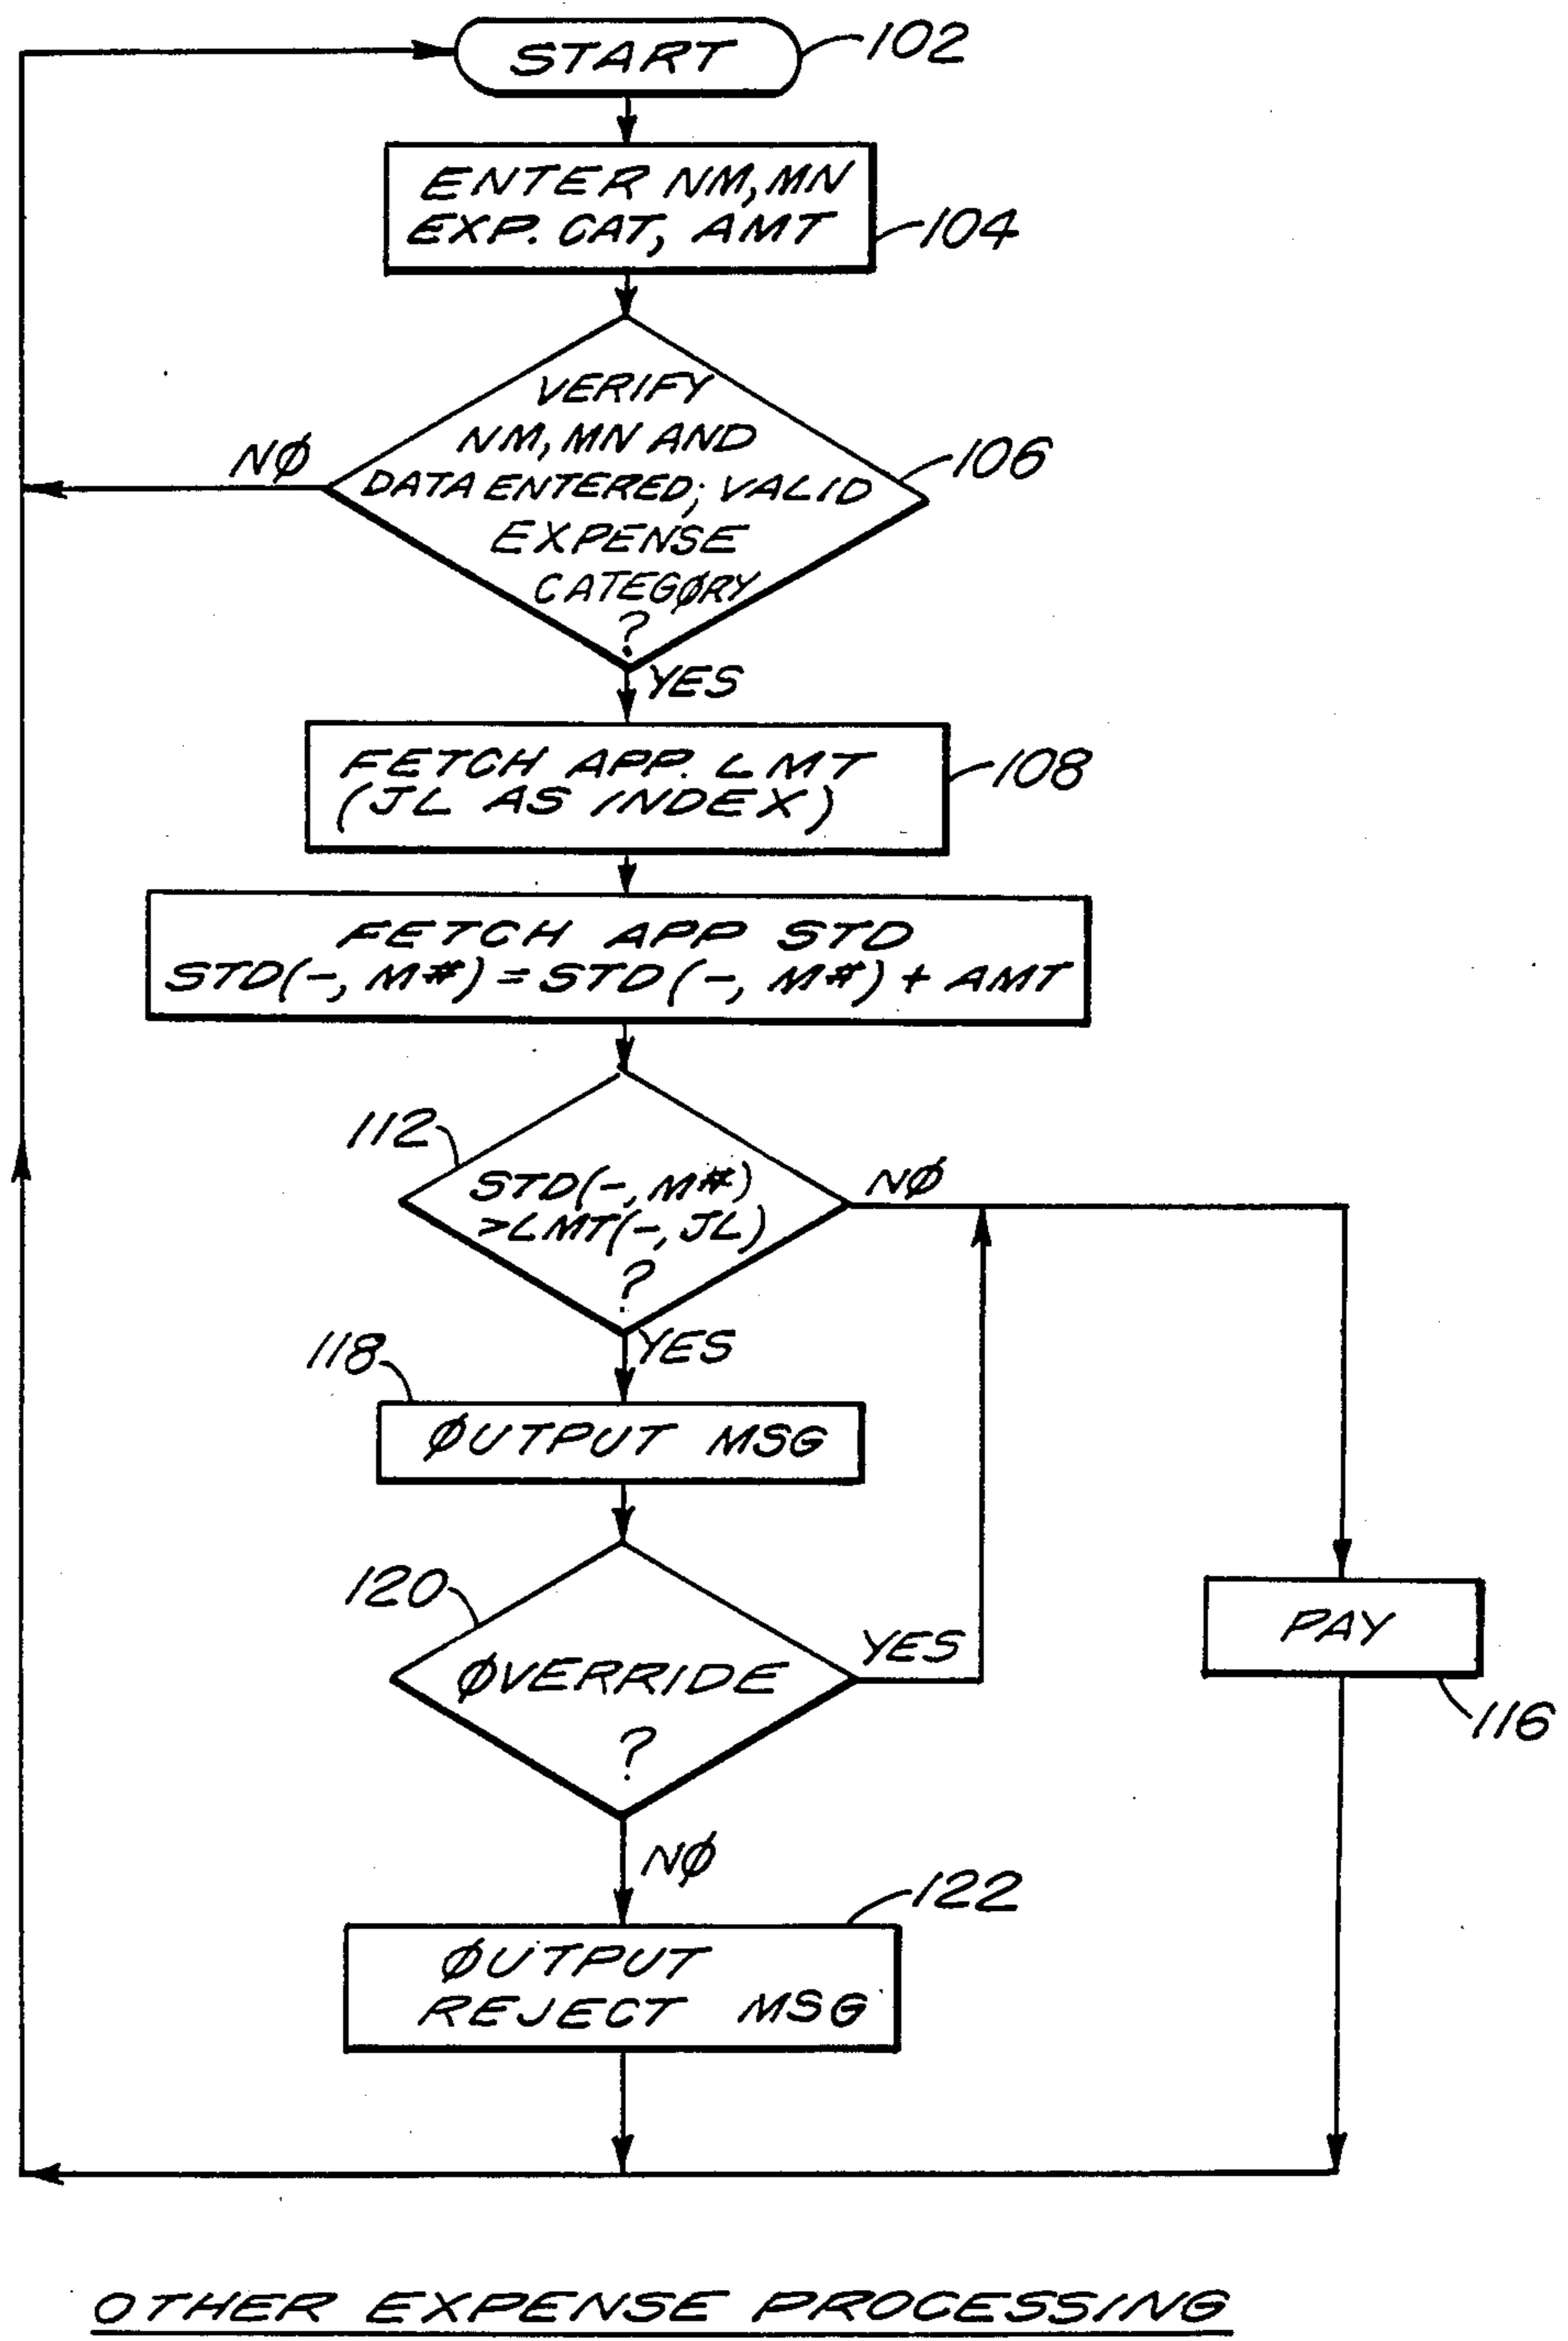 START
102
ENTER NM, MN
EXP. CAT, AMT
104
VERIFY
NM, MN AND
DATA ENTERED; VALID
EXPENSE
CATEGØRY
?
106
NØ
YES
FETCH APP. LMT
(JL AS INDEX)
108
FETCH APP STD
STD(-, M#) = STD(-, M#) + AMT
112
STD(-, M#)
>LMT(-, JL)
?
NØ
YES
118
ØUTPUT MSG
120
ØVERRIDE
?
YES
PAY
116
NØ
122
ØUTPUT
REJECT MSG
OTHER EXPENSE PROCESSING